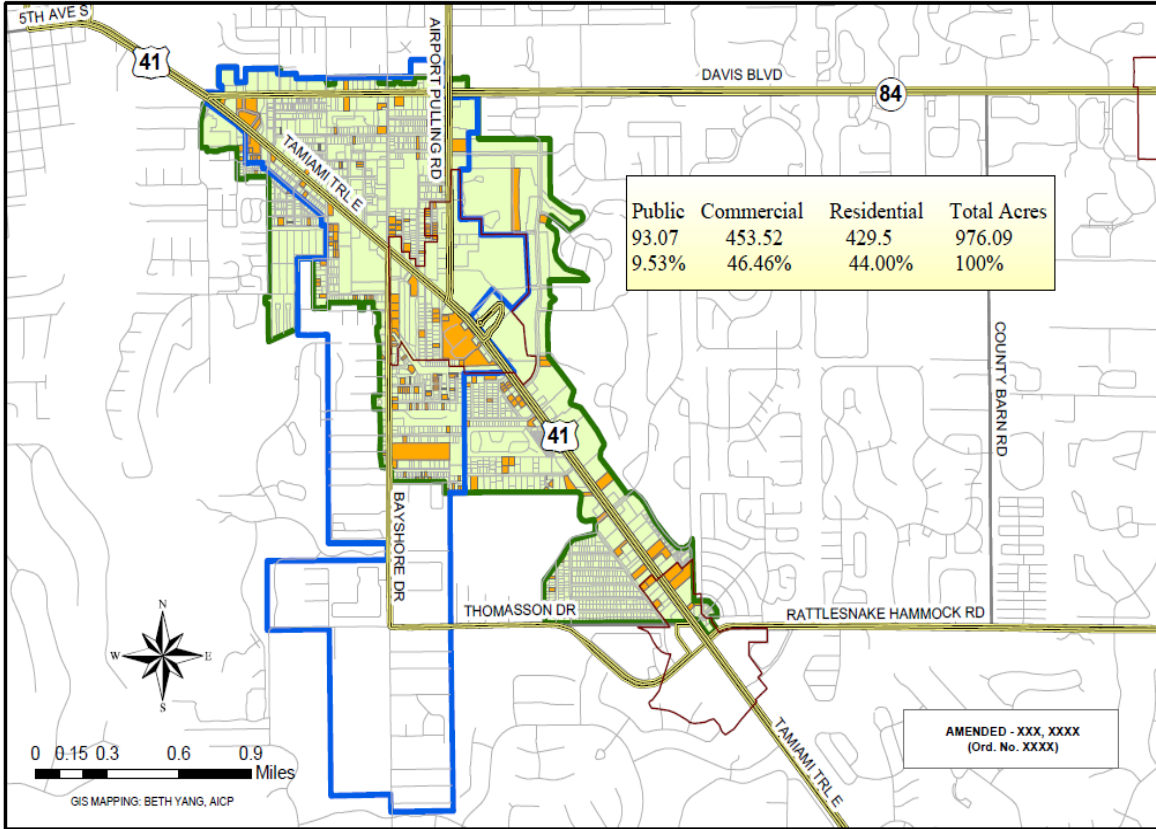 5TH AVE S
41
AIRPORT PULLING RD
DAVIS BLVD
84
TAMIAMI TRL E
Public Commercial Residential Total Acres
93.07 453.52 429.5 976.09
9.53% 46.46% 44.00% 100%
COUNTY BARN RD
41
BAYSHORE DR
THOMASSON DR
RATTLESNAKE HAMMOCK RD
N
W E
S
TAMIAMI TRL E
AMENDED - XXX, XXXX
(Ord. No. XXXX)
0 0.15 0.3 0.6 0.9
Miles
GIS MAPPING: BETH YANG, AICP